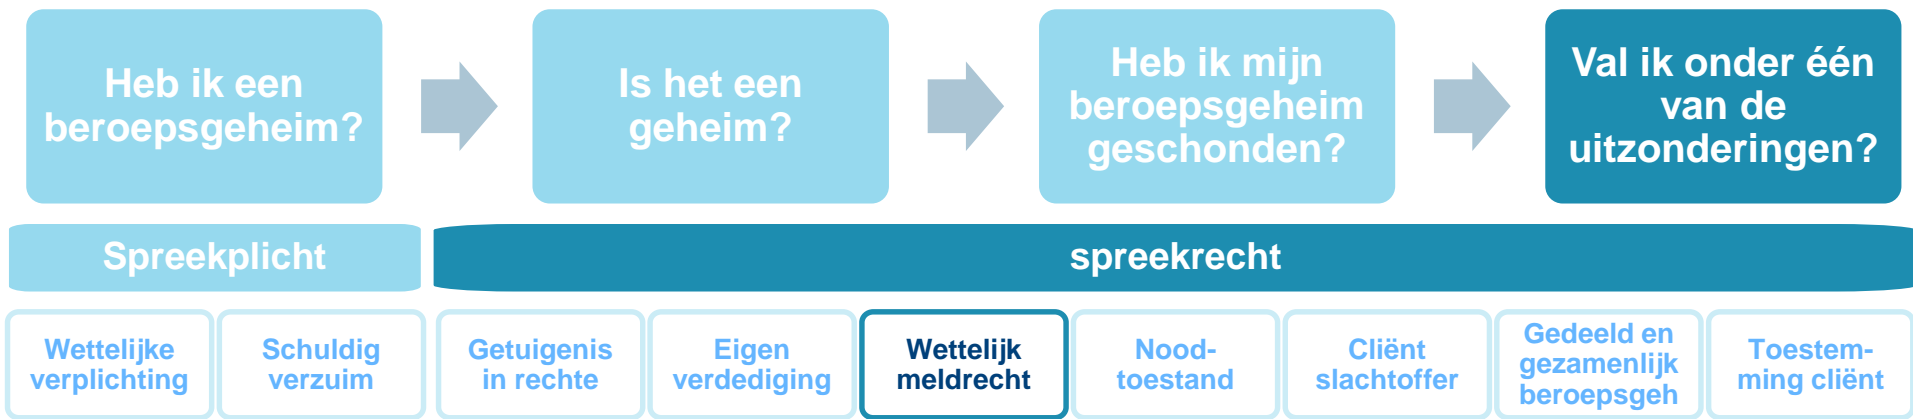 Heb ik een
beroepsgeheim?
Is het een
geheim?
Heb ik mijn
beroepsgeheim
geschonden?
Val ik onder één
van de
uitzonderingen?
Spreekplicht
spreekrecht
Wettelijke
verplichting
Schuldig
verzuim
Getuigenis
in rechte
Eigen
verdediging
Wettelijk
meldrecht
Nood-
toestand
Cliënt
slachtoffer
Gedeeld en
gezamenlijk
beroepsgeh
Toestem-
ming cliënt